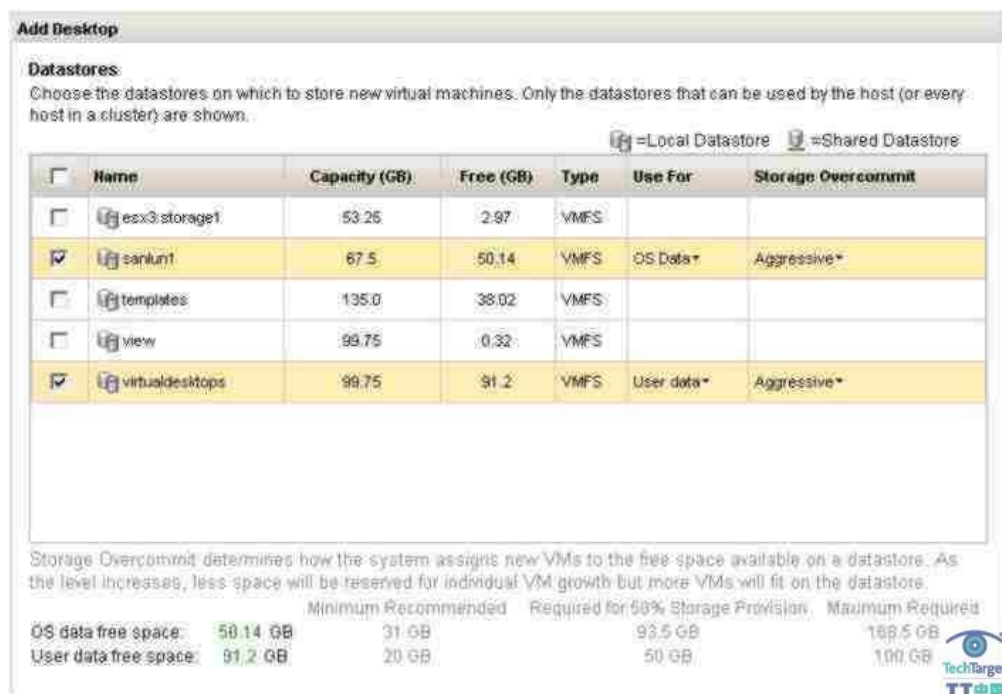 Add Desktop
Datastores
Choose the datastores on which to store new virtual machines. Only the datastores that can be used by the host (or every
host in a cluster) are shown.
=Local Datastore =Shared Datastore
Name Capacity (GB) Free (GB) Type Use For Storage Overcommit
esx3:storage1 53.25 2.97 VMFS
sanlun1 67.5 50.14 VMFS OS Data Aggressive
templates 135.0 38.02 VMFS
view 99.75 0.32 VMFS
virtualdesktops 99.75 91.2 VMFS User data Aggressive
Storage Overcommit determines how the system assigns new VMs to the free space available on a datastore. As
the level increases, less space will be reserved for individual VM growth but more VMs will fit on the datastore.
Minimum Recommended Required for 50% Storage Provision Maximum Required
OS data free space: 50.14 GB 31 GB 93.5 GB 168.5 GB
User data free space: 91.2 GB 20 GB 50 GB 100 GB
TechTarge